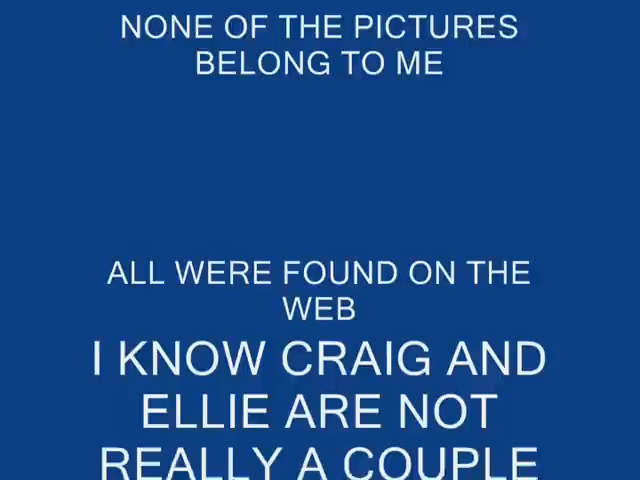 NONE OF THE PICTURES
BELONG TO ME
ALL WERE FOUND ON THE
WEB
I KNOW CRAIG AND
ELLIE ARE NOT
REALLY A COUPLE